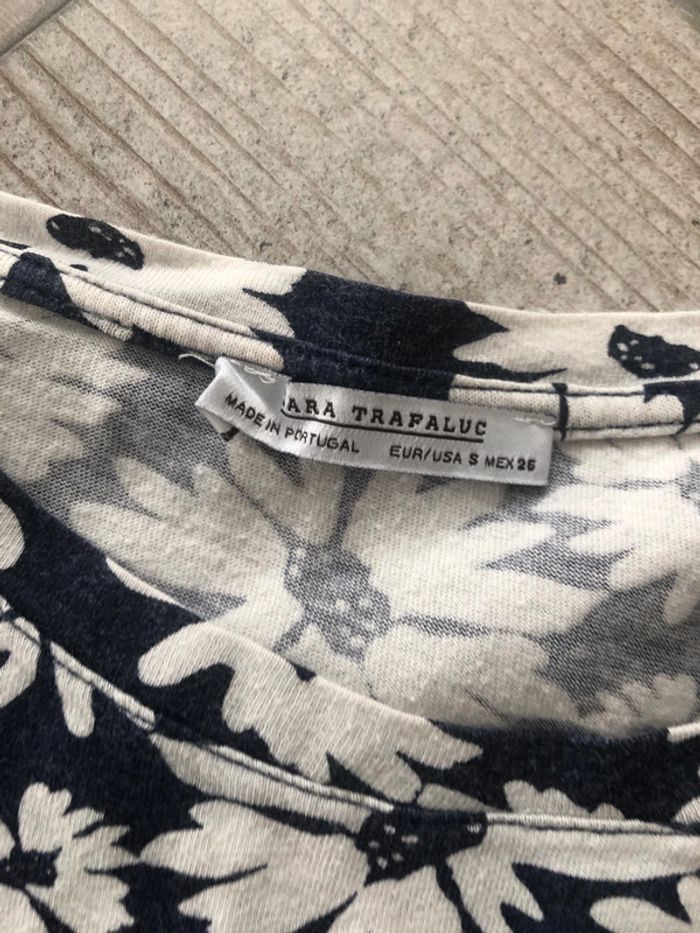 ARA TRAFALUC
MADE IN PORTUGAL EUR/USA S MEX 26